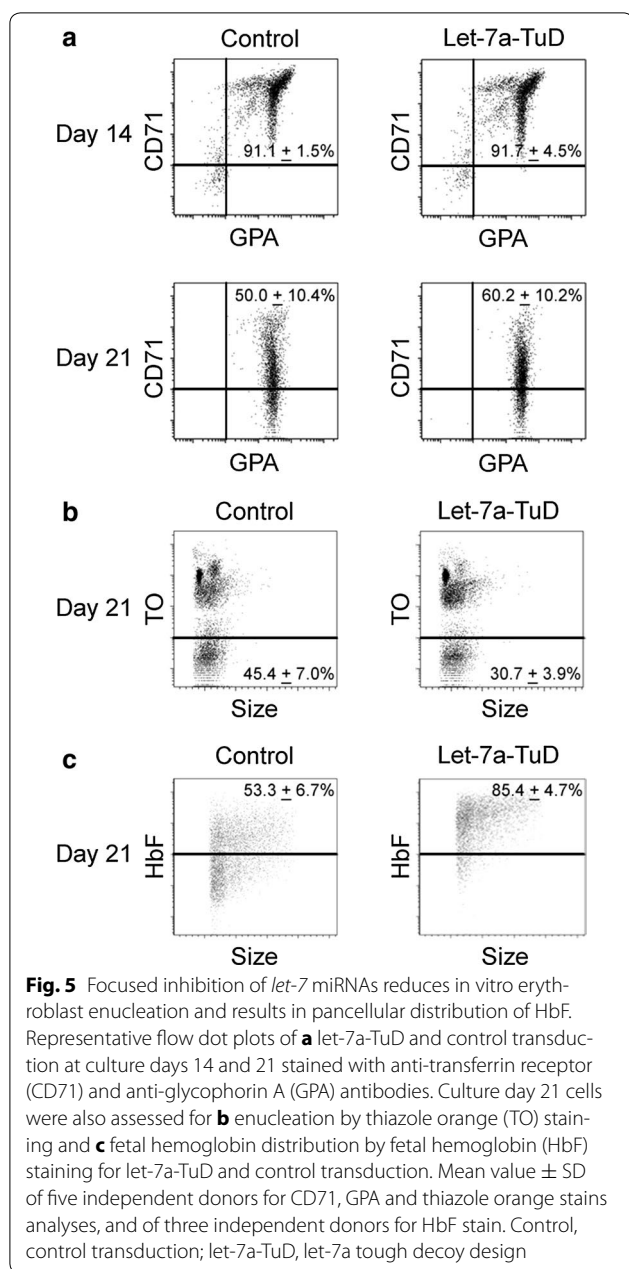 a
Control
Let-7a-TuD
Day 14
CD71
91.1 ± 1.5%
GPA
CD71
91.7 ± 4.5%
GPA
Day 21
CD71
50.0 ± 10.4%
GPA
CD71
60.2 ± 10.2%
GPA
b
Control
Let-7a-TuD
Day 21
TO
45.4 ± 7.0%
Size
TO
30.7 ± 3.9%
Size
c
Control
Let-7a-TuD
Day 21
HbF
53.3 ± 6.7%
Size
HbF
85.4 ± 4.7%
Size
Fig. 5 Focused inhibition of let-7 miRNAs reduces in vitro eryth-
roblast enucleation and results in pancellular distribution of HbF.
Representative flow dot plots of a let-7a-TuD and control transduc-
tion at culture days 14 and 21 stained with anti-transferrin receptor
(CD71) and anti-glycophorin A (GPA) antibodies. Culture day 21 cells
were also assessed for b enucleation by thiazole orange (TO) stain-
ing and c fetal hemoglobin distribution by fetal hemoglobin (HbF)
staining for let-7a-TuD and control transduction. Mean value ± SD
of five independent donors for CD71, GPA and thiazole orange stains
analyses, and of three independent donors for HbF stain. Control,
control transduction; let-7a-TuD, let-7a tough decoy design